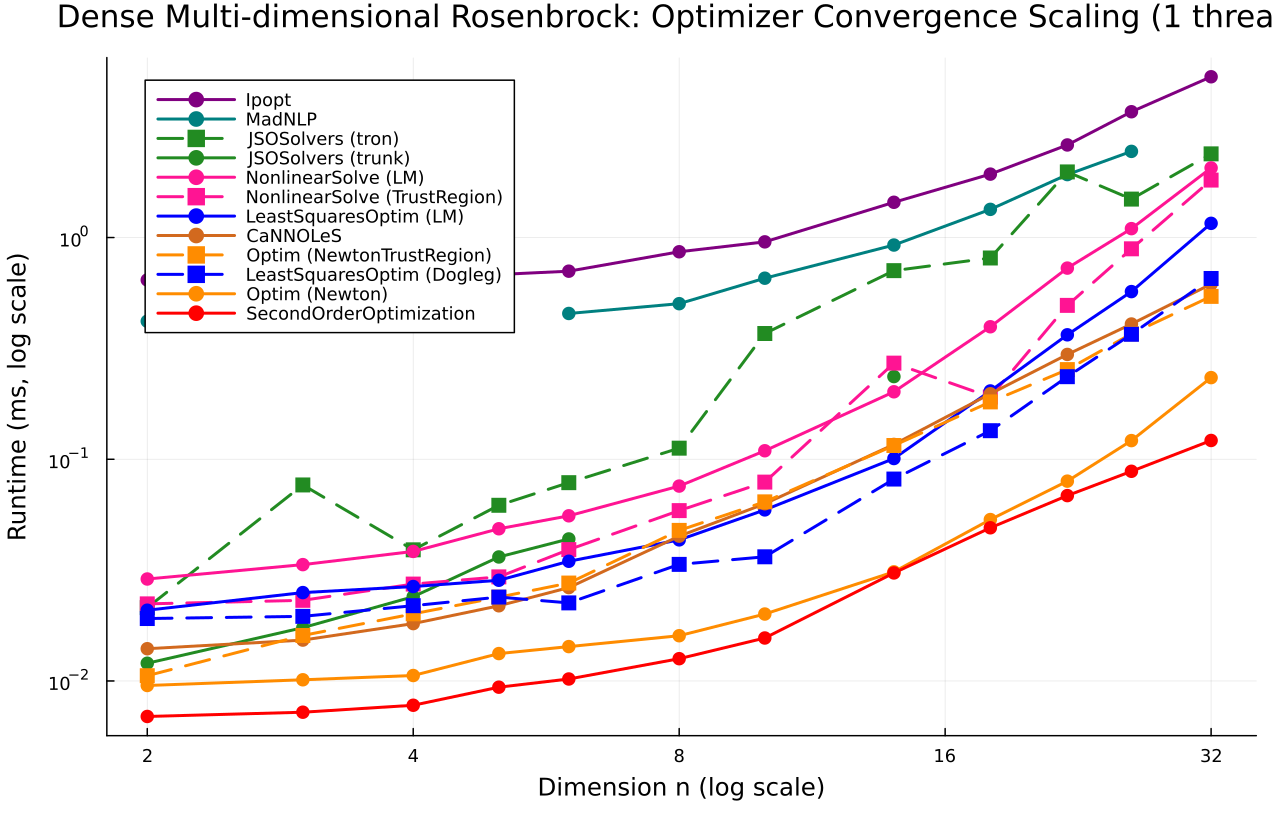 Dense Multi-dimensional Rosenbrock: Optimizer Convergence Scaling (1 threa
Ipopt
MadNLP
JSOSolvers (tron)
JSOSolvers (trunk)
NonlinearSolve (LM)
NonlinearSolve (TrustRegion)
LeastSquaresOptim (LM)
CaNNOLeS
Optim (NewtonTrustRegion)
LeastSquaresOptim (Dogleg)
Optim (Newton)
SecondOrderOptimization
Runtime (ms, log scale)
10⁰
10⁻¹
10⁻²
2 4 8 16 32
Dimension n (log scale)